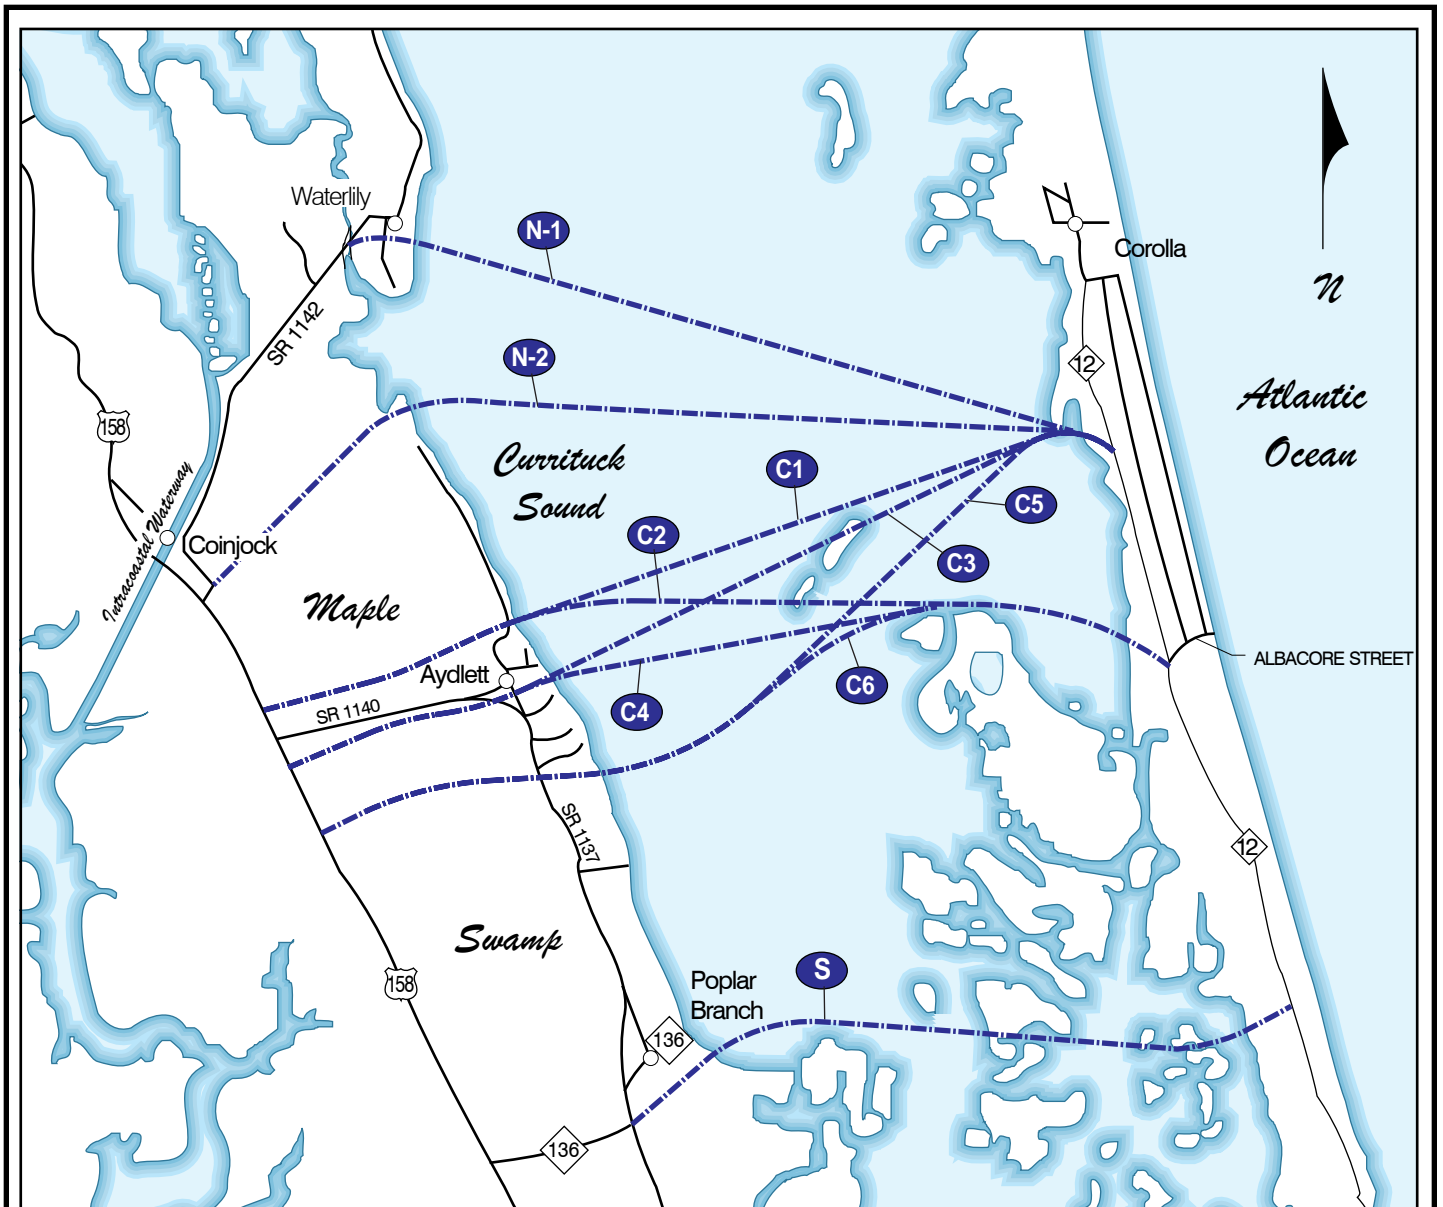 Waterlily
N-1
Corolla
N
SR 1142
N-2
12
Atlantic
Ocean
158
Currituck
Sound
C1
C5
C2
Intracoastal Waterway
Coinjock
C3
Maple
ALBACORE STREET
Aydlett
C6
SR 1140
C4
SR 1137
12
Swamp
S
Poplar
Branch
158
136
136